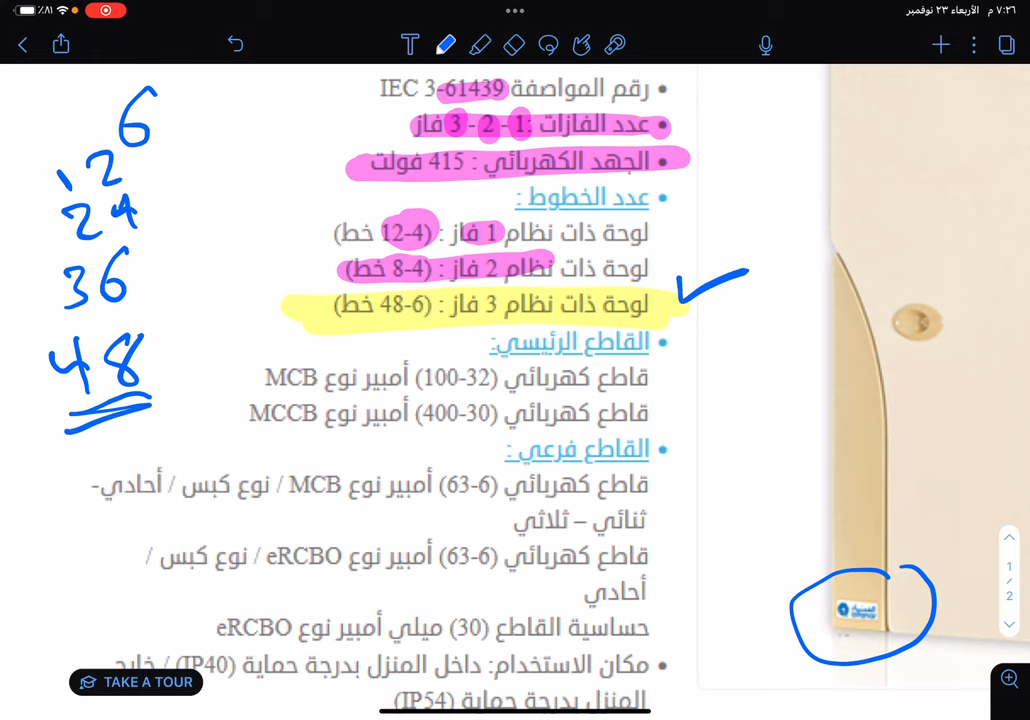 ٧:٢٦ م الأربعاء ٢٣ نوفمبر
٨١٪
T
• رقم المواصفة IEC 3-61439
• عدد الفازات :1 - 2 - 3 فاز
• الجهد الكهربائي : 415 فولت
• عدد الخطوط :
لوحة ذات نظام 1 فاز : (4-12 خط)
لوحة ذات نظام 2 فاز : (4-8 خط)
لوحة ذات نظام 3 فاز : (6-48 خط)
• القاطع الرئيسي:
قاطع كهربائي (32-100) أمبير نوع MCB
قاطع كهربائي (30-400) أمبير نوع MCCB
• القاطع فرعي :
قاطع كهربائي (6-63) أمبير نوع MCB / نوع كبس / أحادي-
ثنائي – ثلاثي
قاطع كهربائي (6-63) أمبير نوع eRCBO / نوع كبس /
أحادي
حساسية القاطع (30) ميلي أمبير نوع eRCBO
• مكان الاستخدام: داخل المنزل بدرجة حماية (IP40) / خارج
المنزل بدرجة حماية (IP54)
6
12
24
36
48
الفنار
alfanar
1
/
2
TAKE A TOUR